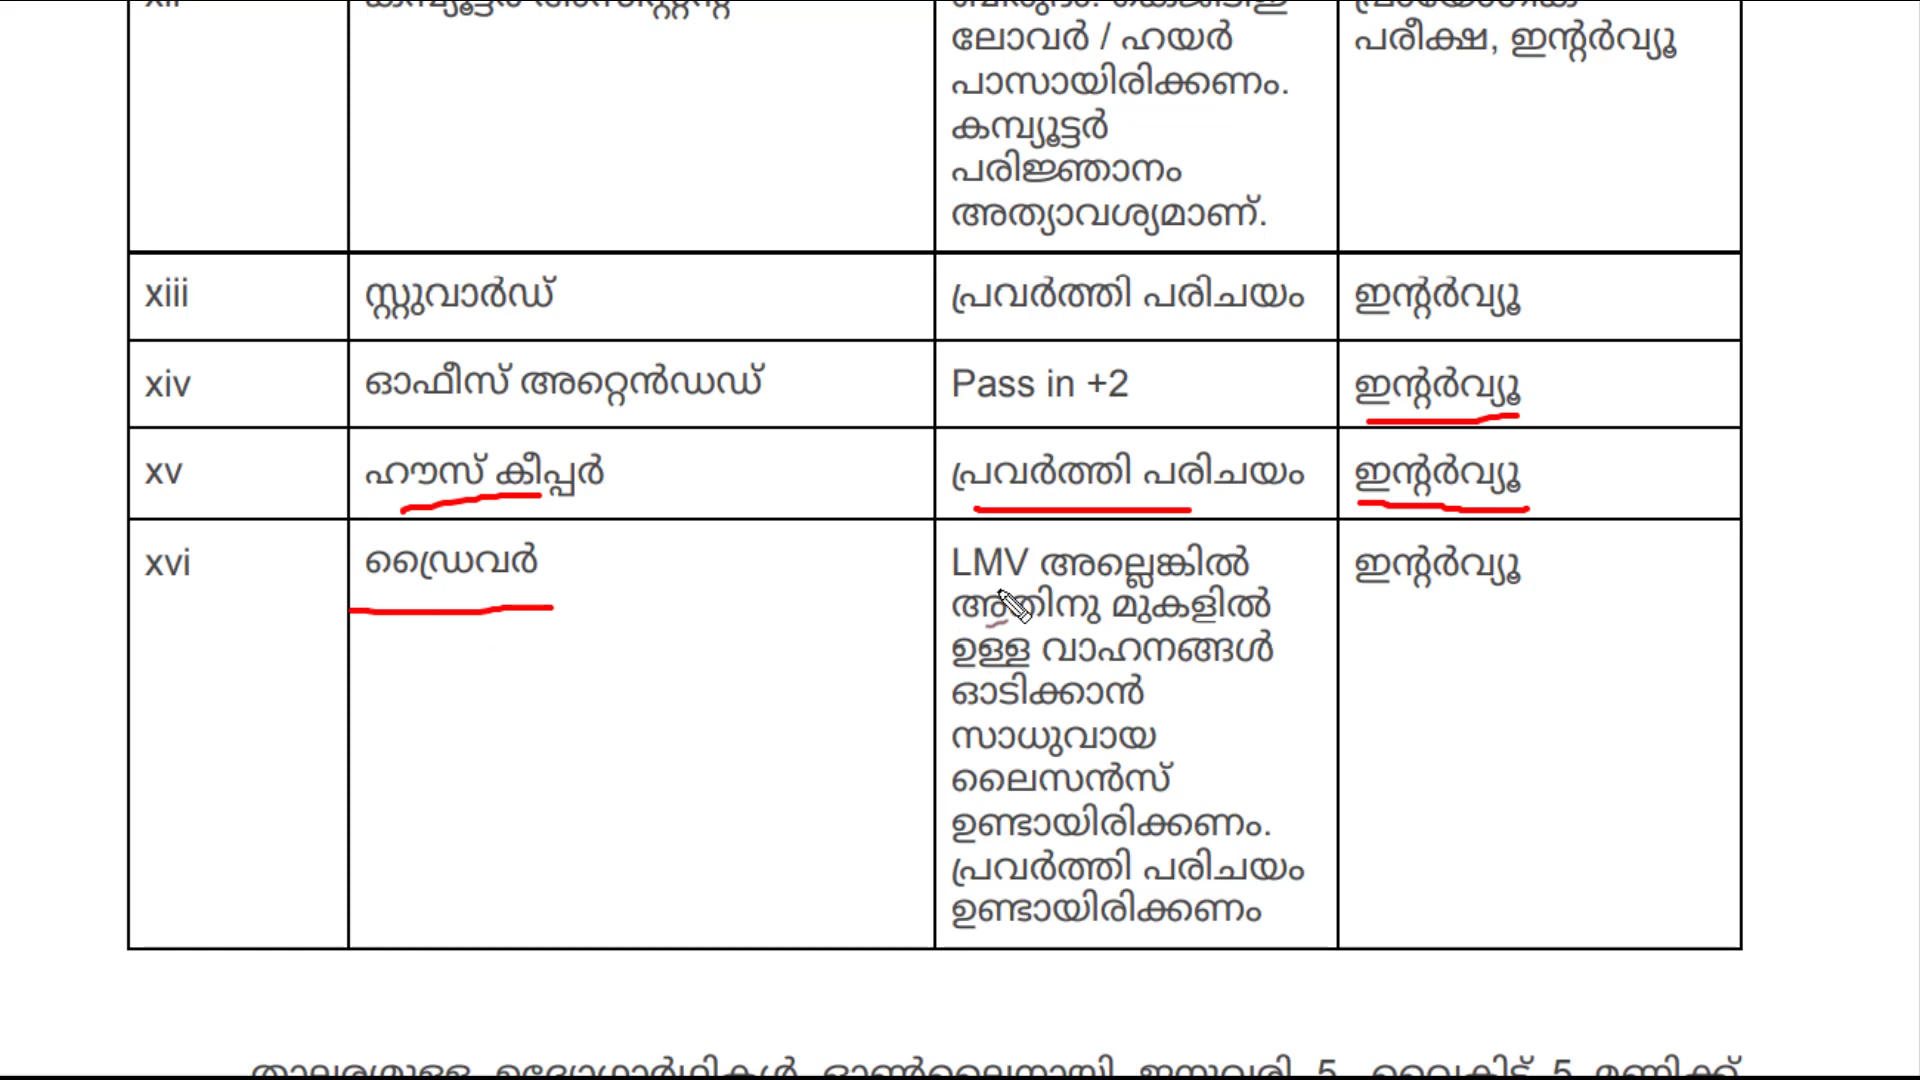 ലോവർ / ഹയർ
പരീക്ഷ, ഇന്റർവ്യൂ
പാസായിരിക്കണം.
കമ്പ്യൂട്ടർ
പരിജ്ഞാനം
അത്യാവശ്യമാണ്.
xiii സ്റ്റുവാർഡ് പ്രവർത്തി പരിചയം ഇന്റർവ്യൂ
xiv ഓഫീസ് അറ്റെൻഡഡ് Pass in +2 ഇന്റർവ്യൂ
xv ഹൗസ് കീപ്പർ പ്രവർത്തി പരിചയം ഇന്റർവ്യൂ
xvi ഡ്രൈവർ LMV അല്ലെങ്കിൽ ഇന്റർവ്യൂ
അതിനു മുകളിൽ
ഉള്ള വാഹനങ്ങൾ
ഓടിക്കാൻ
സാധുവായ
ലൈസൻസ്
ഉണ്ടായിരിക്കണം.
പ്രവർത്തി പരിചയം
ഉണ്ടായിരിക്കണം